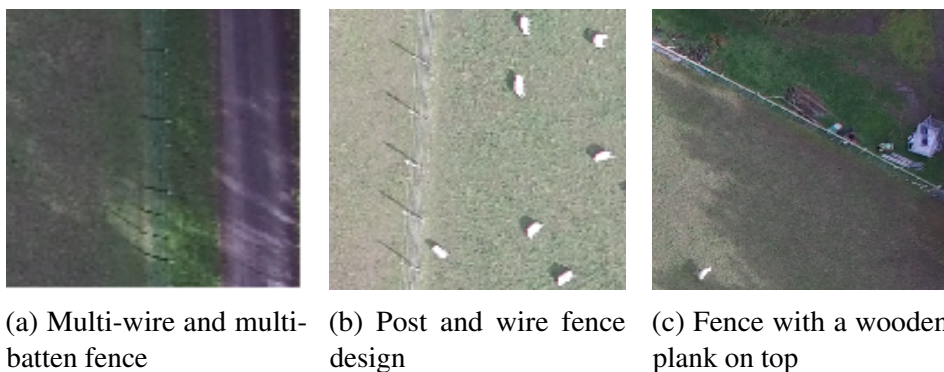 (a) Multi-wire and multi-
batten fence
(b) Post and wire fence
design
(c) Fence with a wooden
plank on top